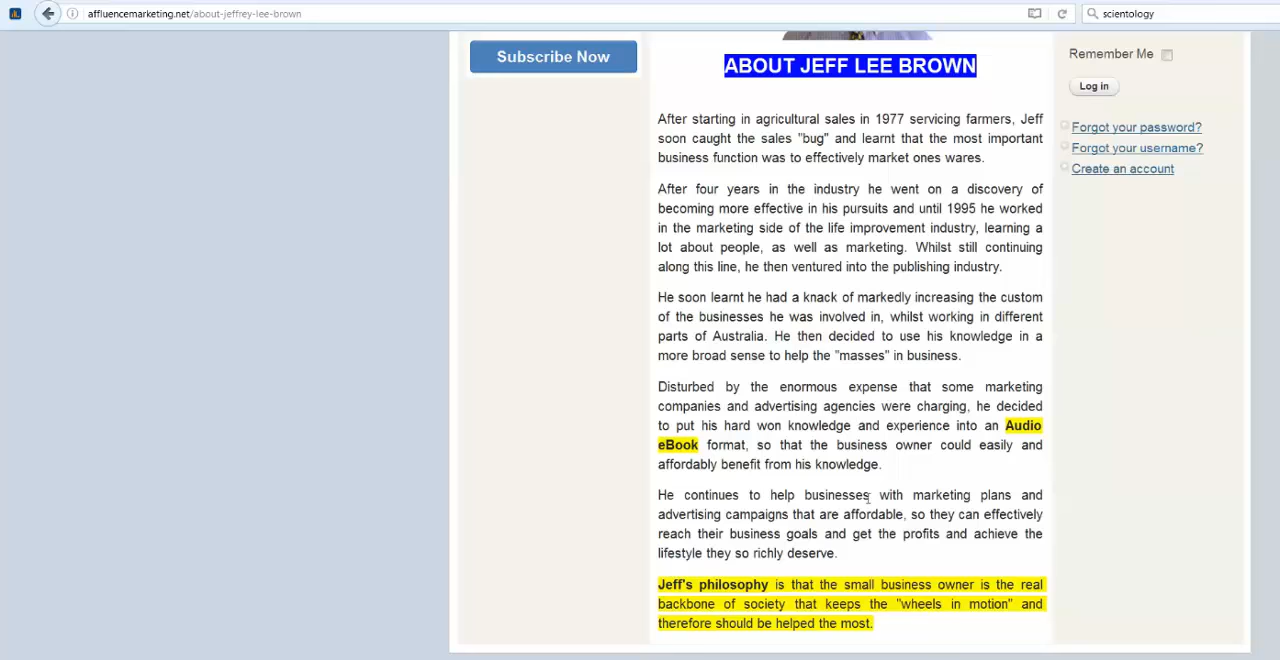 affluencemarketing.net/about-jeffrey-lee-brown
scientology
Subscribe Now
ABOUT JEFF LEE BROWN
After starting in agricultural sales in 1977 servicing farmers, Jeff
soon caught the sales "bug" and learnt that the most important
business function was to effectively market ones wares.
After four years in the industry he went on a discovery of
becoming more effective in his pursuits and until 1995 he worked
in the marketing side of the life improvement industry, learning a
lot about people, as well as marketing. Whilst still continuing
along this line, he then ventured into the publishing industry.
He soon learnt he had a knack of markedly increasing the custom
of the businesses he was involved in, whilst working in different
parts of Australia. He then decided to use his knowledge in a
more broad sense to help the "masses" in business.
Disturbed by the enormous expense that some marketing
companies and advertising agencies were charging, he decided
to put his hard won knowledge and experience into an Audio
eBook format, so that the business owner could easily and
affordably benefit from his knowledge.
He continues to help businesses with marketing plans and
advertising campaigns that are affordable, so they can effectively
reach their business goals and get the profits and achieve the
lifestyle they so richly deserve.
Jeff's philosophy is that the small business owner is the real
backbone of society that keeps the "wheels in motion" and
therefore should be helped the most.
Remember Me
Log in
Forgot your password?
Forgot your username?
Create an account